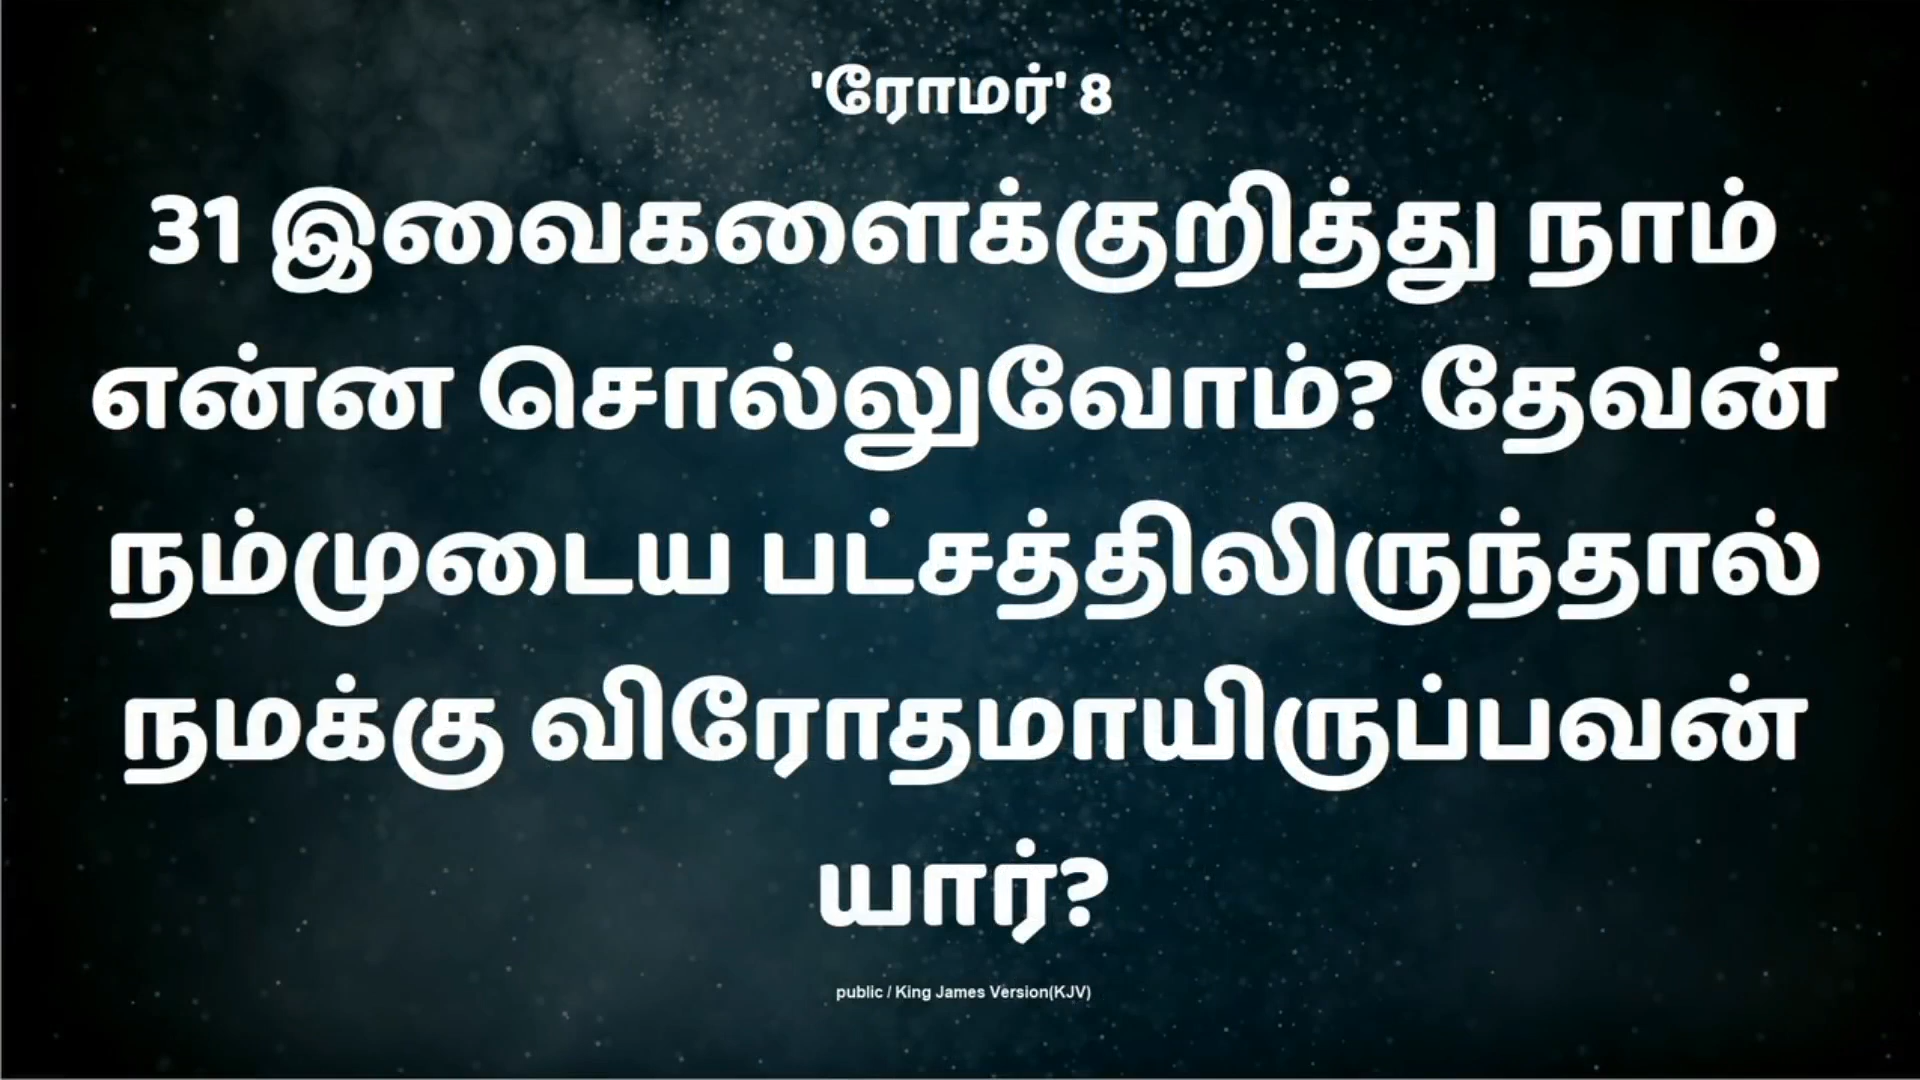 'ரோமர்' 8
31 இவைகளைக்குறித்து நாம்
என்ன சொல்லுவோம்? தேவன்
நம்முடைய பட்சத்திலிருந்தால்
நமக்கு விரோதமாயிருப்பவன்
யார்?
public / King James Version(KJV)